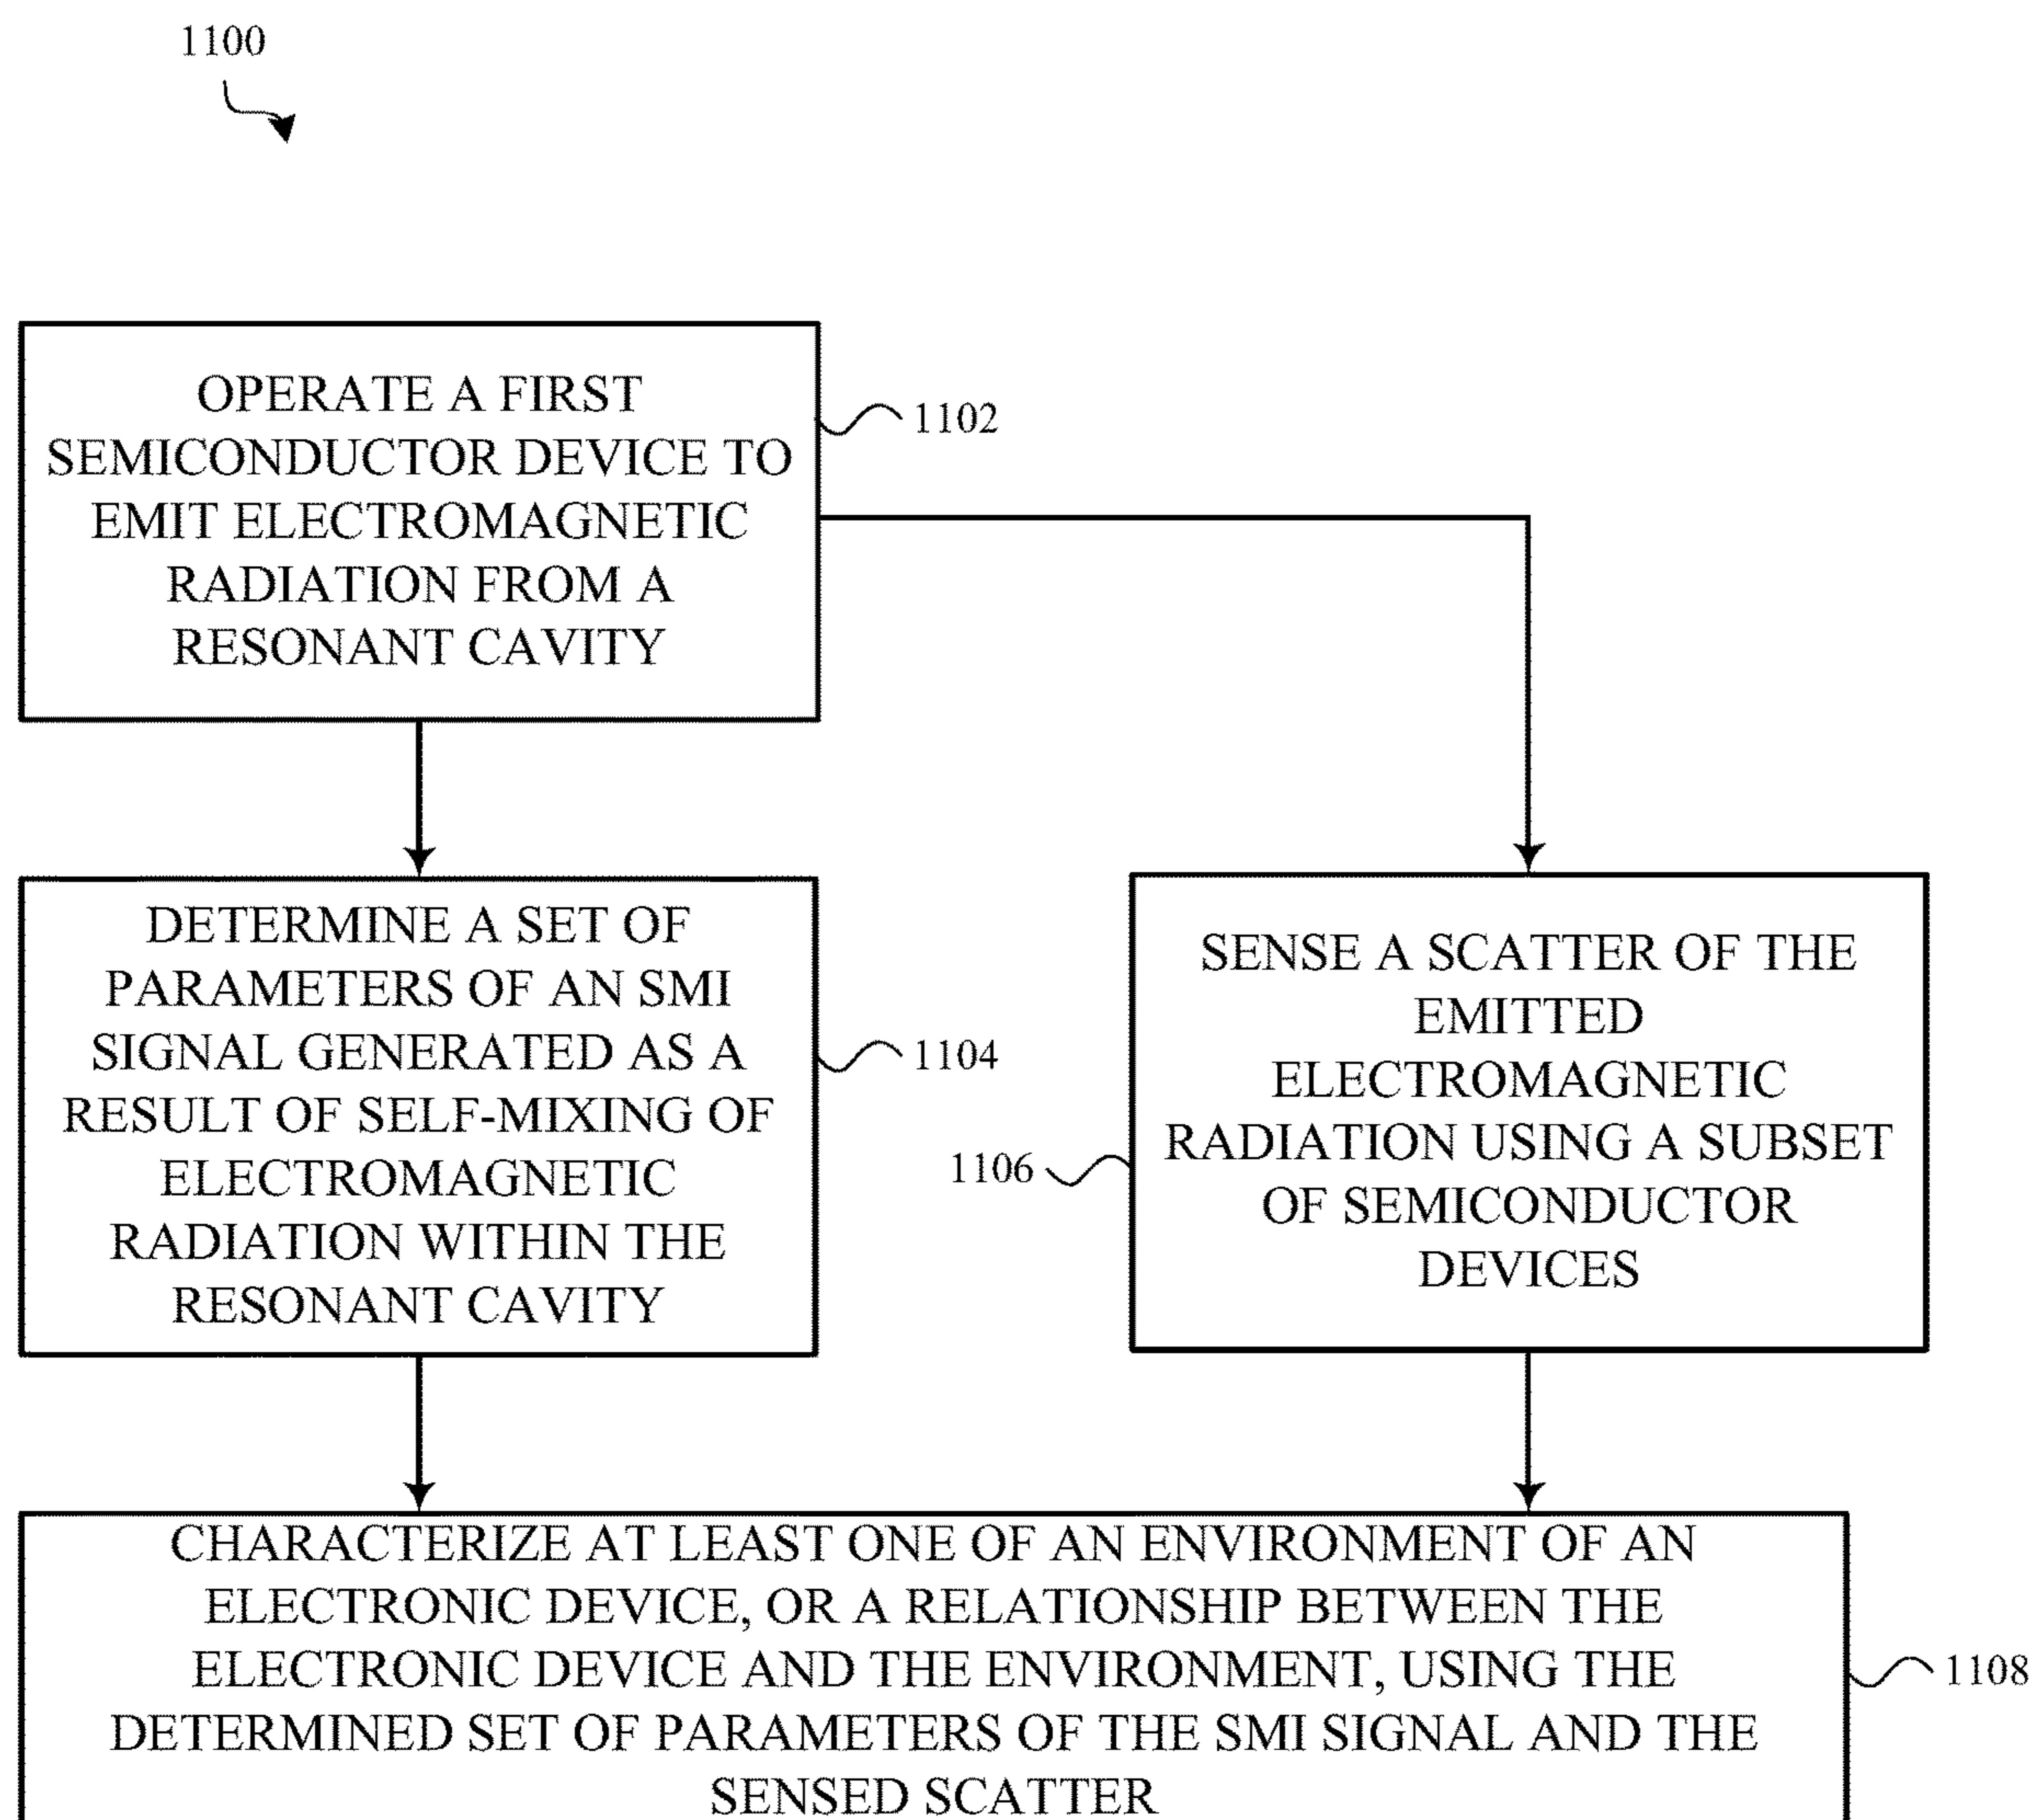 1100
OPERATE A FIRST
SEMICONDUCTOR DEVICE TO
EMIT ELECTROMAGNETIC
RADIATION FROM A
RESONANT CAVITY
1102
DETERMINE A SET OF
PARAMETERS OF AN SMI
SIGNAL GENERATED AS A
RESULT OF SELF-MIXING OF
ELECTROMAGNETIC
RADIATION WITHIN THE
RESONANT CAVITY
1104
SENSE A SCATTER OF THE
EMITTED
ELECTROMAGNETIC
RADIATION USING A SUBSET
OF SEMICONDUCTOR
DEVICES
1106
CHARACTERIZE AT LEAST ONE OF AN ENVIRONMENT OF AN
ELECTRONIC DEVICE, OR A RELATIONSHIP BETWEEN THE
ELECTRONIC DEVICE AND THE ENVIRONMENT, USING THE
DETERMINED SET OF PARAMETERS OF THE SMI SIGNAL AND THE
SENSED SCATTER
1108